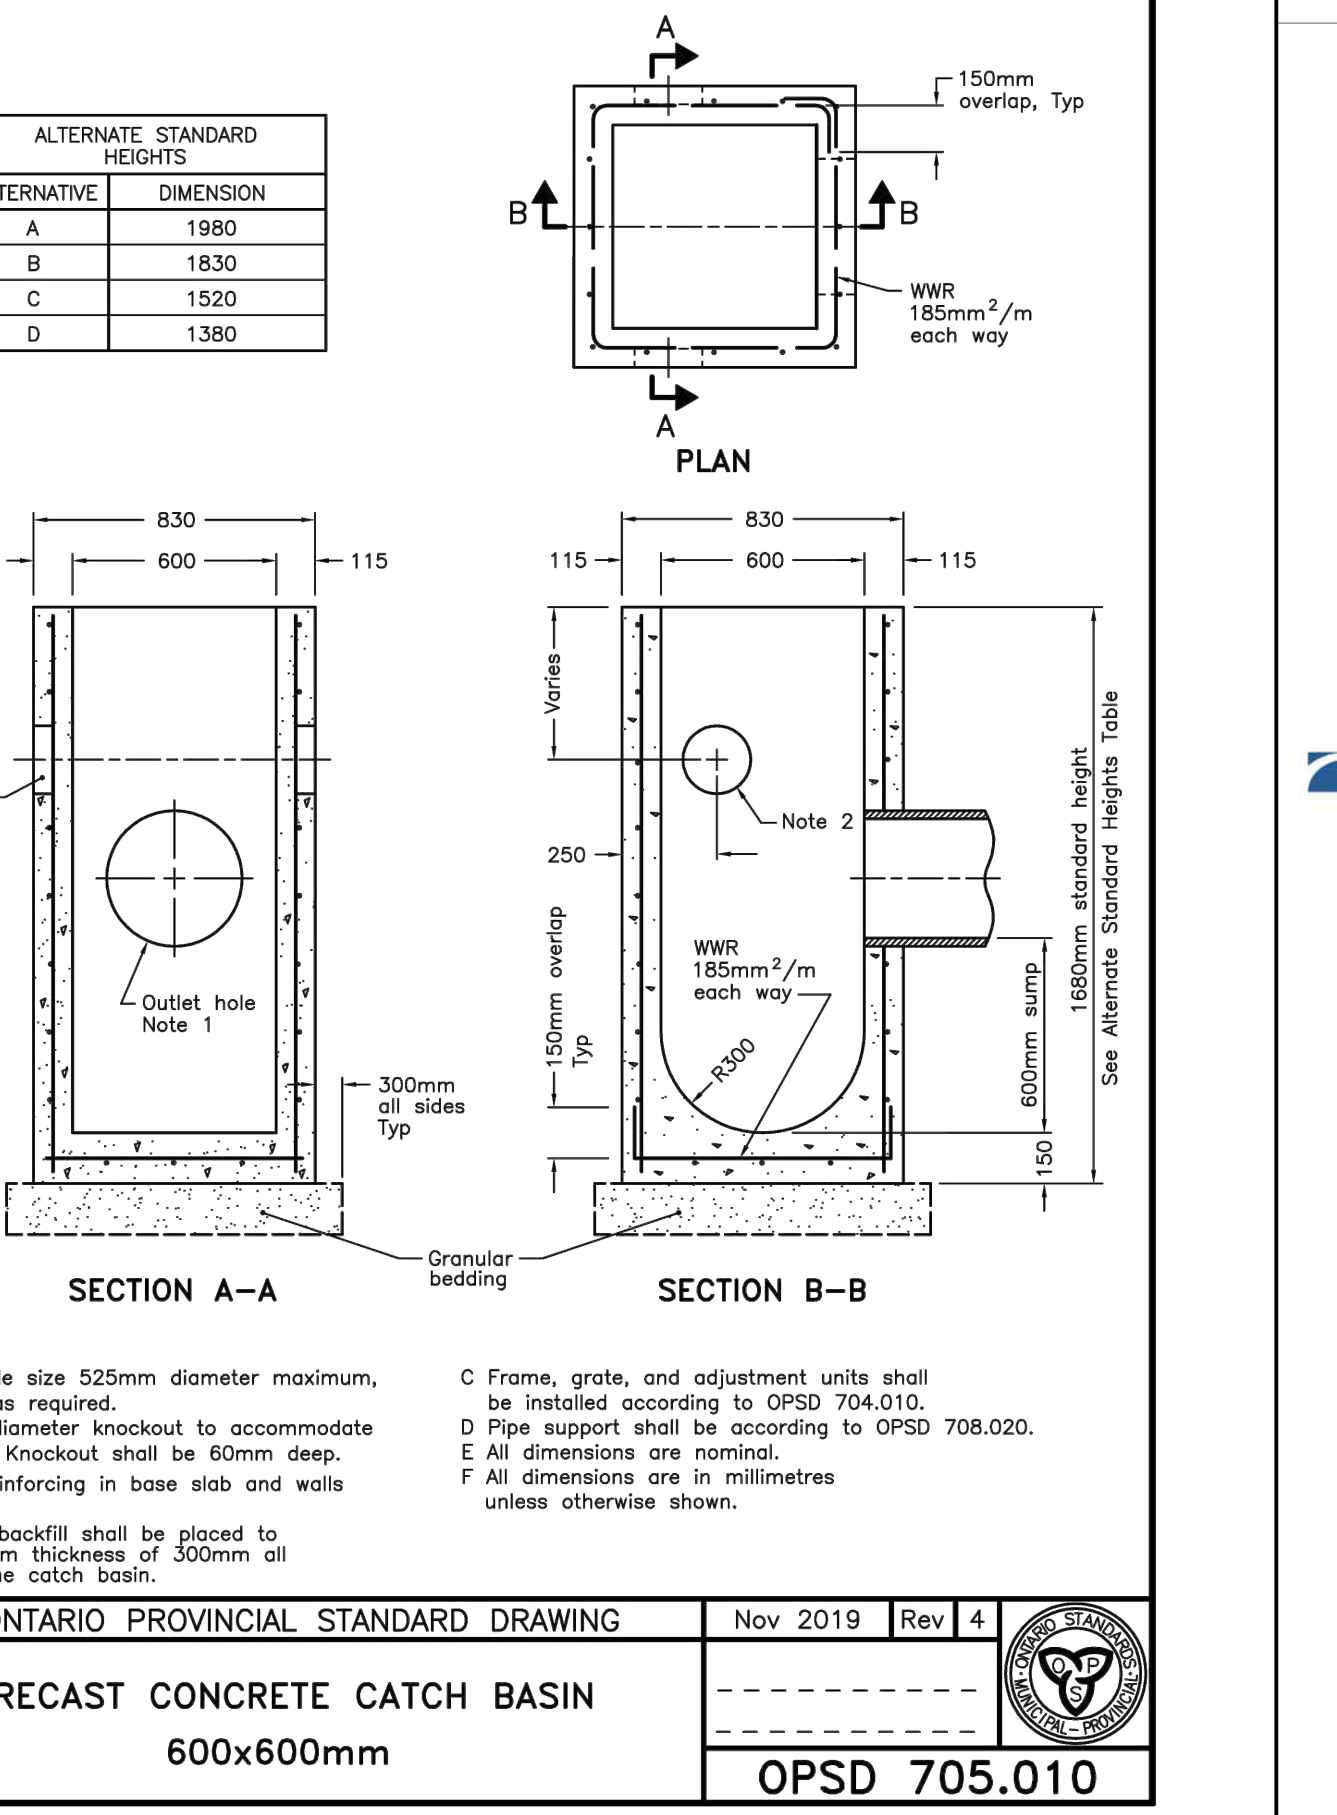 A
150mm
overlap, Typ
ALTERNATE STANDARD
HEIGHTS
TERNATIVE DIMENSION
A 1980
B 1830
C 1520
D 1380
B B
WWR
185mm²/m
each way
A
PLAN
830
600 115
830
115 600 115
Varies
Note 2
250
Outlet hole
Note 1
150mm overlap
Typ
WWR
185mm²/m
each way
R300
600mm sump
150
1680mm standard height
See Alternate Standard Heights Table
300mm
all sides
Typ
Granular
bedding
SECTION A-A
SECTION B-B
le size 525mm diameter maximum,
as required.
diameter knockout to accommodate
Knockout shall be 60mm deep.
inforcing in base slab and walls
backfill shall be placed to
m thickness of 300mm all
he catch basin.
C Frame, grate, and adjustment units shall
be installed according to OPSD 704.010.
D Pipe support shall be according to OPSD 708.020.
E All dimensions are nominal.
F All dimensions are in millimetres
unless otherwise shown.
ONTARIO PROVINCIAL STANDARD DRAWING
Nov 2019 Rev 4
RECAST CONCRETE CATCH BASIN
600x600mm
ONTARIO STANDARDS
MUNICIPAL-PROVINCIAL
O P
S
OPSD 705.010